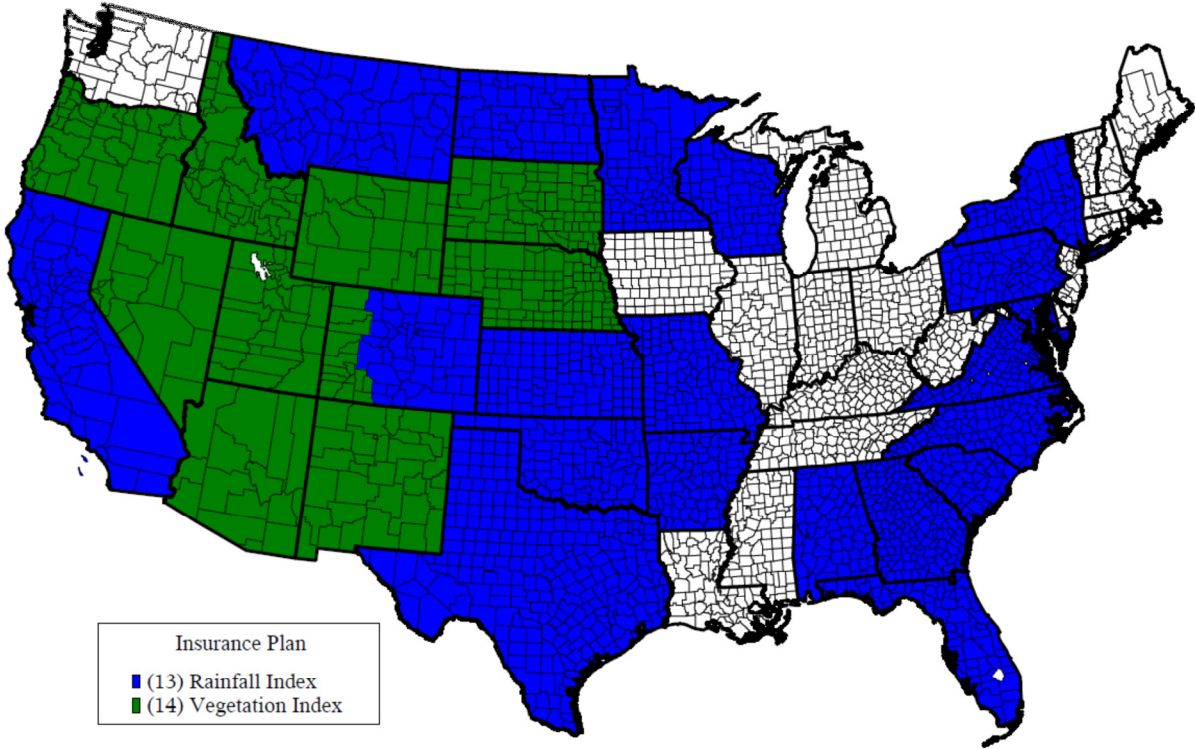 Insurance Plan
(13) Rainfall Index
(14) Vegetation Index